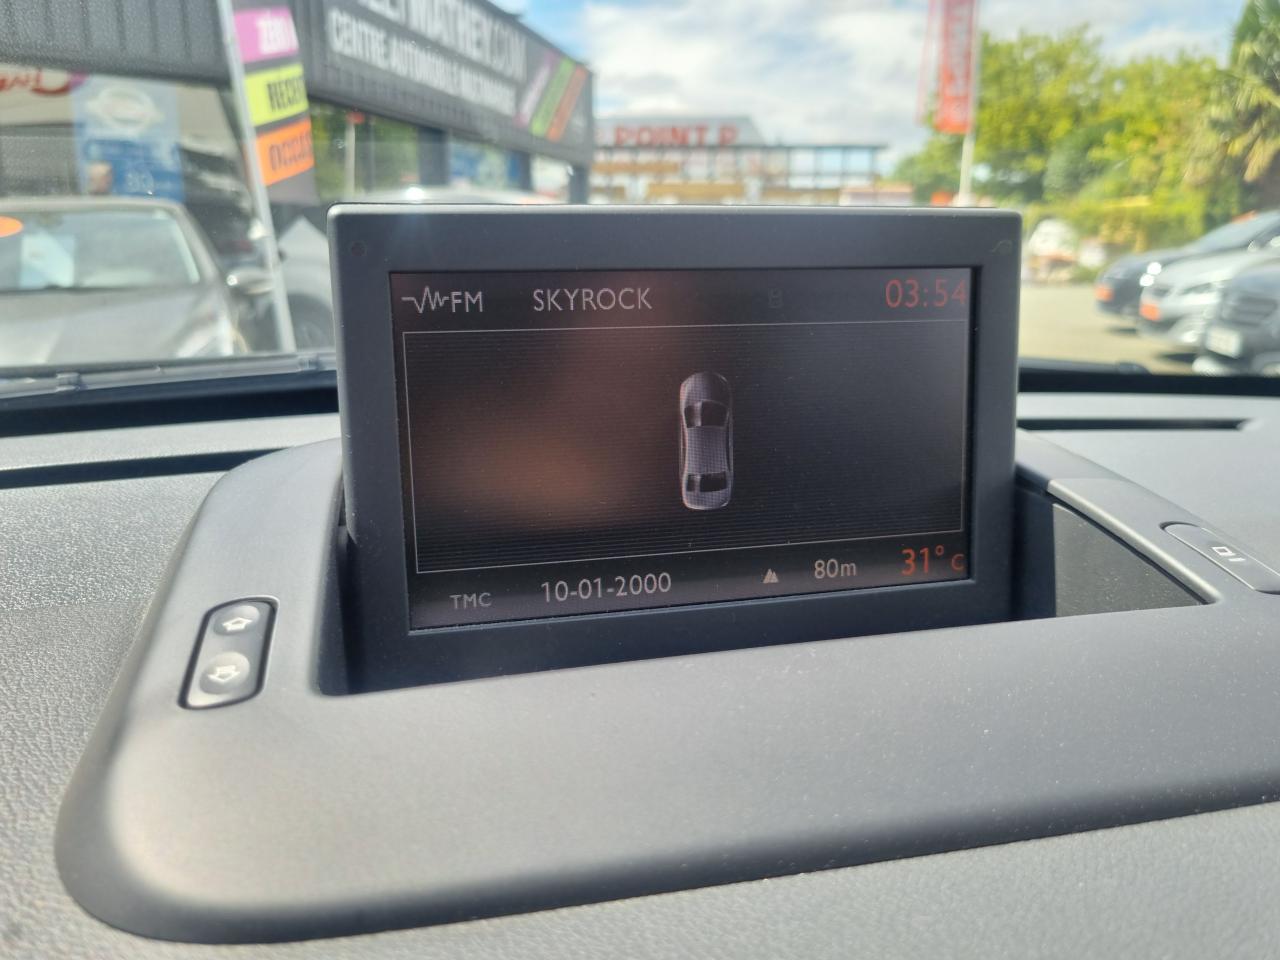 CENTRE AUTOMOBILE
POINT P
FM SKYROCK 03:54
TMC 10-01-2000 80m 31°C